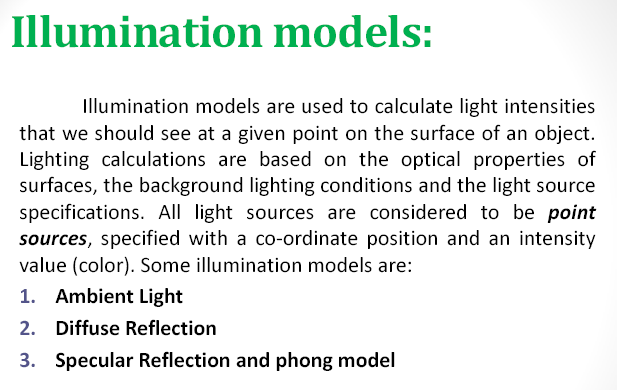 Illumination models:
Illumination models are used to calculate light intensities
that we should see at a given point on the surface of an object.
Lighting calculations are based on the optical properties of
surfaces, the background lighting conditions and the light source
specifications. All light sources are considered to be point
sources, specified with a co-ordinate position and an intensity
value (color). Some illumination models are:
1. Ambient Light
2. Diffuse Reflection
3. Specular Reflection and phong model